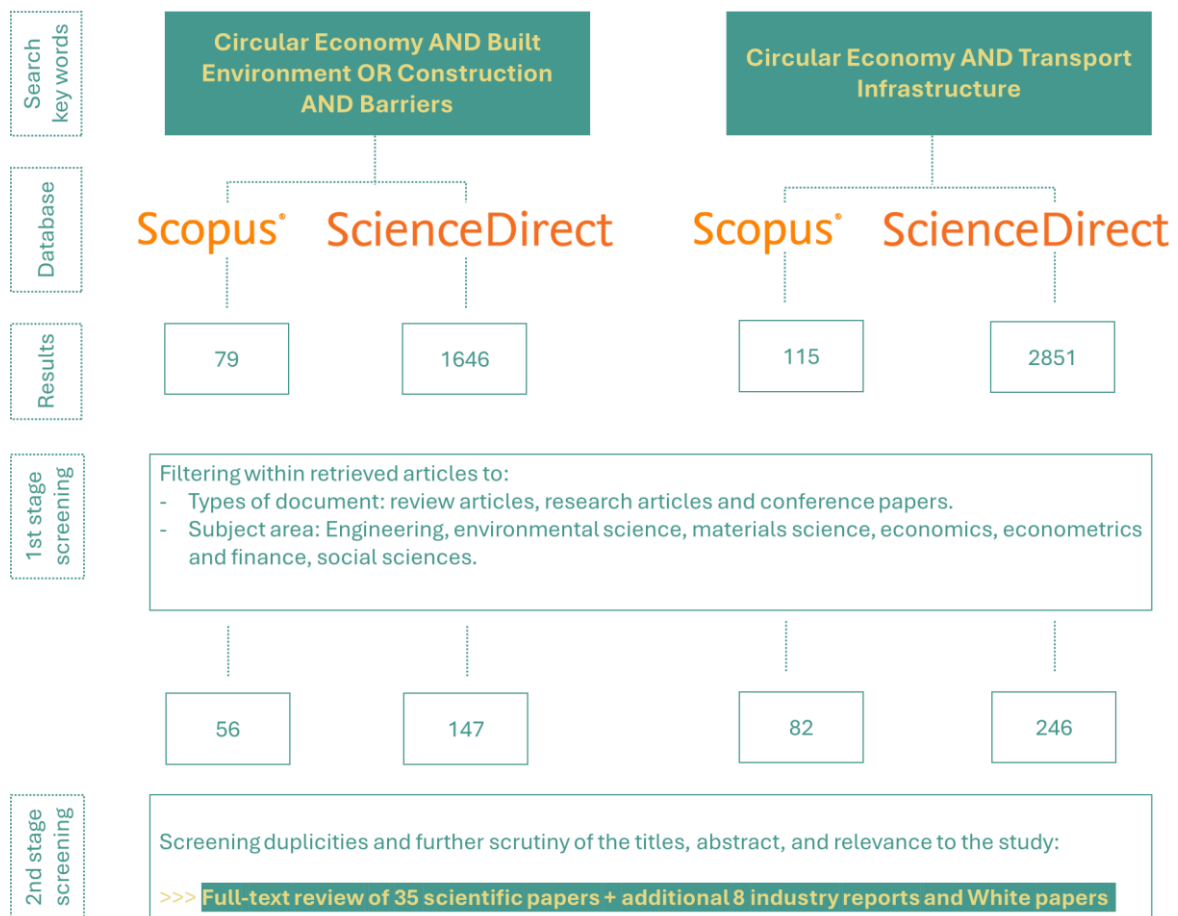 Search
key words
Circular Economy AND Built
Environment OR Construction
AND Barriers
Circular Economy AND Transport
Infrastructure
Database
Scopus®
ScienceDirect
Scopus®
ScienceDirect
Results
79
1646
115
2851
1st stage
screening
Filtering within retrieved articles to:
- Types of document: review articles, research articles and conference papers.
- Subject area: Engineering, environmental science, materials science, economics, econometrics
and finance, social sciences.
56
147
82
246
2nd stage
screening
Screening duplicities and further scrutiny of the titles, abstract, and relevance to the study:
>>> Full-text review of 35 scientific papers + additional 8 industry reports and White papers